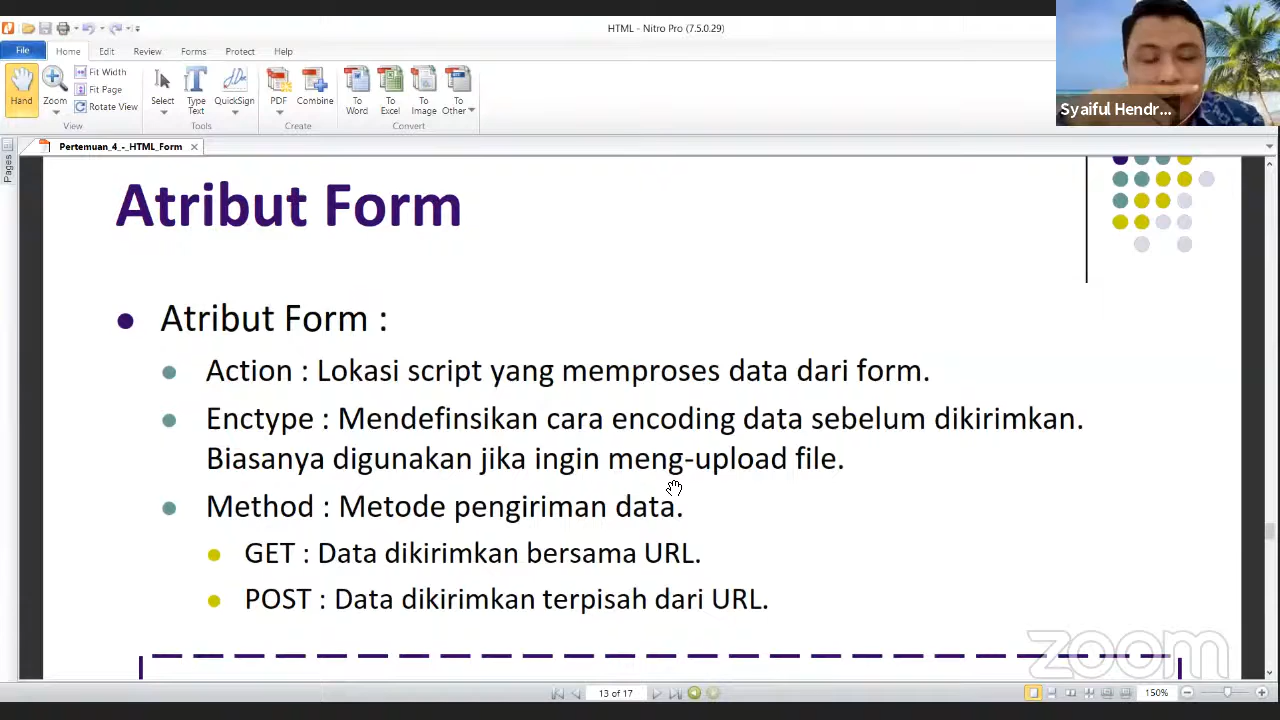 HTML - Nitro Pro (7.5.0.29)
File Home Edit Review Forms Protect Help
Hand
Zoom
Fit Width
Fit Page
Rotate View
View
Select
Type Text
QuickSign
Tools
PDF
Combine
Create
To Word
To Excel
To Image
To Other
Convert
Syaiful Hendr...
Pages
Pertemuan_4_-_HTML_Form
Atribut Form
Atribut Form :
Action : Lokasi script yang memproses data dari form.
Enctype : Mendefinsikan cara encoding data sebelum dikirimkan.
Biasanya digunakan jika ingin meng-upload file.
Method : Metode pengiriman data.
GET : Data dikirimkan bersama URL.
POST : Data dikirimkan terpisah dari URL.
zoom
13 of 17
150%